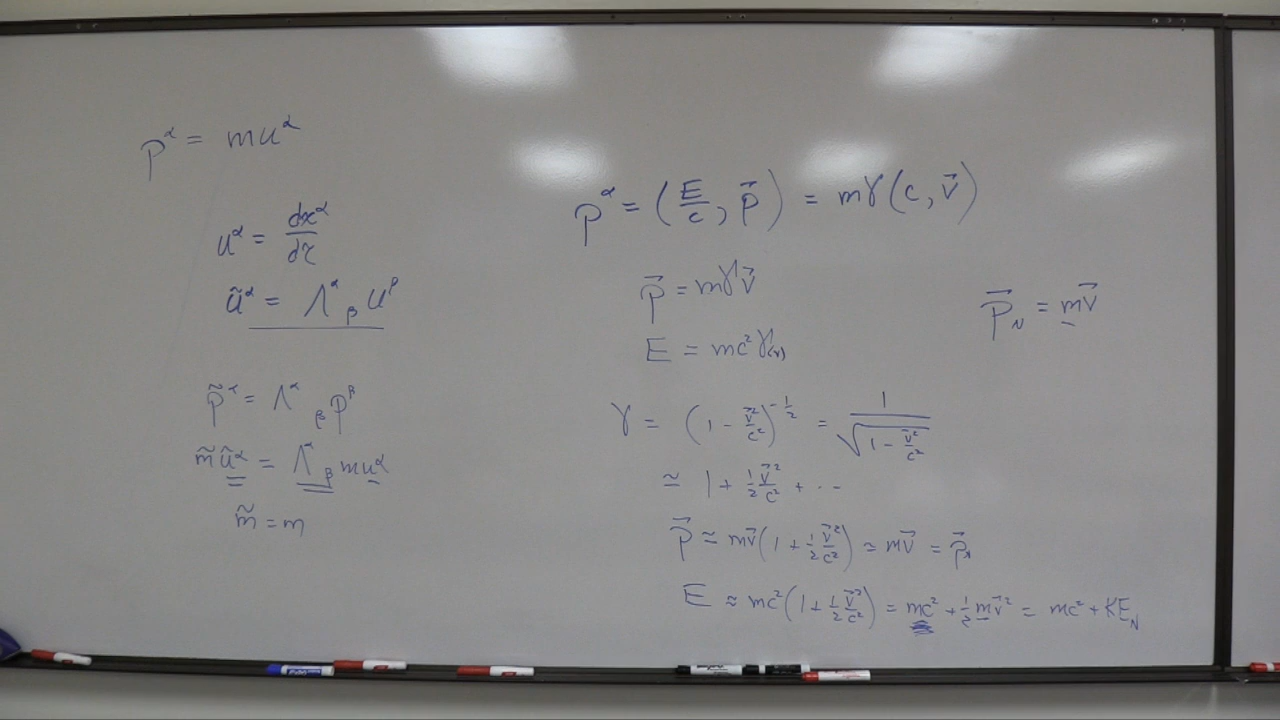 p^α = mu^α
u^α = dx^α/dτ
ũ^α = Λ^α_β u^β
p̃^α = Λ^α_β p^β
m̃ũ^α = Λ^α_β mu^α
m̃ = m
p^α = (E/c, p⃗) = mγ(c, v⃗)
p⃗ = mγv⃗
p⃗_N = mv⃗
E = mc²γ(v)
γ = (1 - v⃗²/c²)^(-1/2) = 1/√(1 - v⃗²/c²)
≃ 1 + 1/2 v⃗²/c² + ...
p⃗ ≈ mv⃗(1 + 1/2 v⃗²/c²) ≈ mv⃗ = p⃗_N
E ≈ mc²(1 + 1/2 v⃗²/c²) = mc² + 1/2 mv⃗² = mc² + KE_N